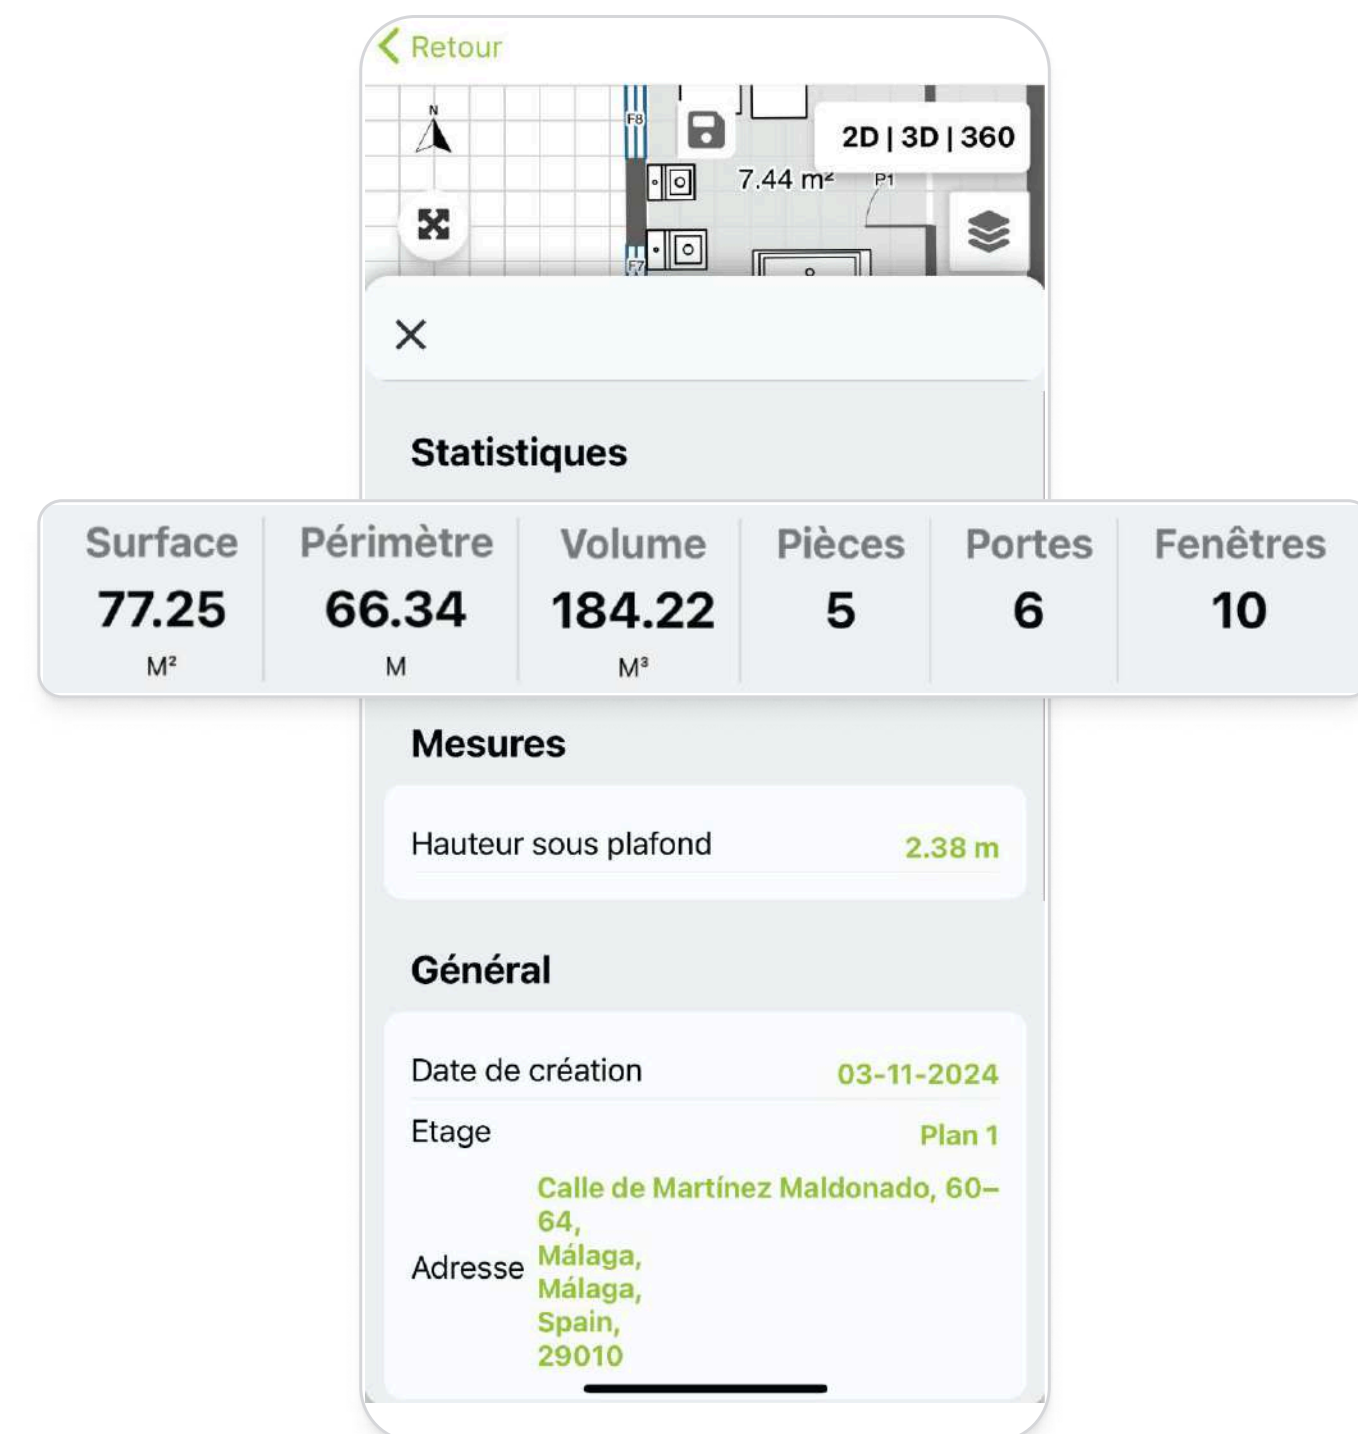 Retour
N
F8
2D | 3D | 360
7.44 m²
P1
F7
Statistiques
Surface Périmètre Volume Pièces Portes Fenêtres
77.25 66.34 184.22 5 6 10
M² M M³
Mesures
Hauteur sous plafond 2.38 m
Général
Date de création 03-11-2024
Etage Plan 1
Calle de Martínez Maldonado, 60–
64,
Adresse Málaga,
Málaga,
Spain,
29010